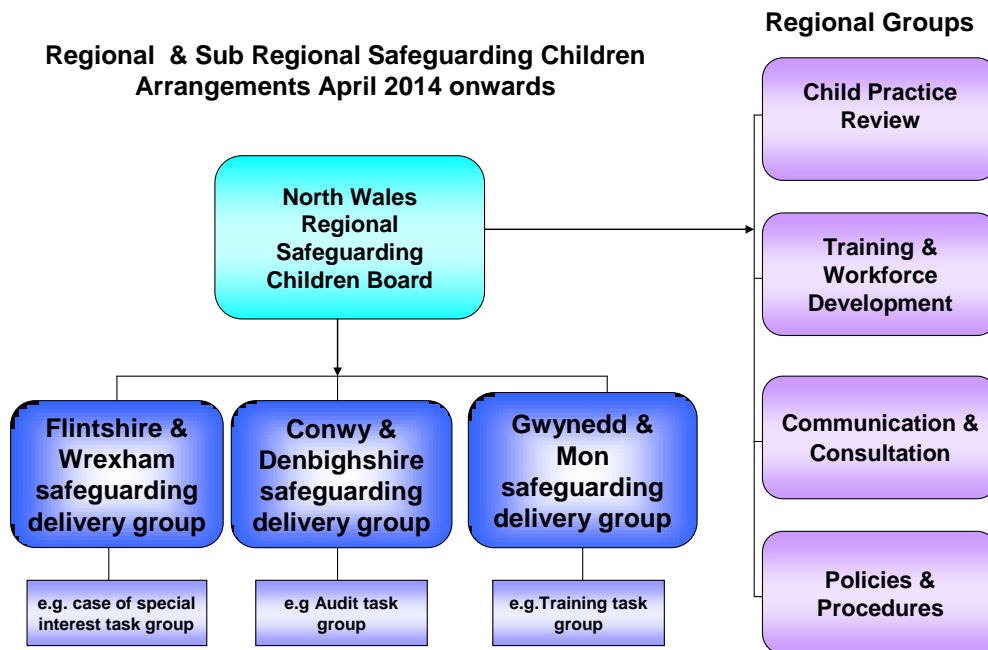 Regional & Sub Regional Safeguarding Children
Arrangements April 2014 onwards
Regional Groups
North Wales
Regional
Safeguarding
Children Board
Child Practice
Review
Training &
Workforce
Development
Communication &
Consultation
Policies &
Procedures
Flintshire &
Wrexham
safeguarding
delivery group
Conwy &
Denbighshire
safeguarding
delivery group
Gwynedd &
Mon
safeguarding
delivery group
e.g. case of special
interest task group
e.g Audit task
group
e.g.Training task
group